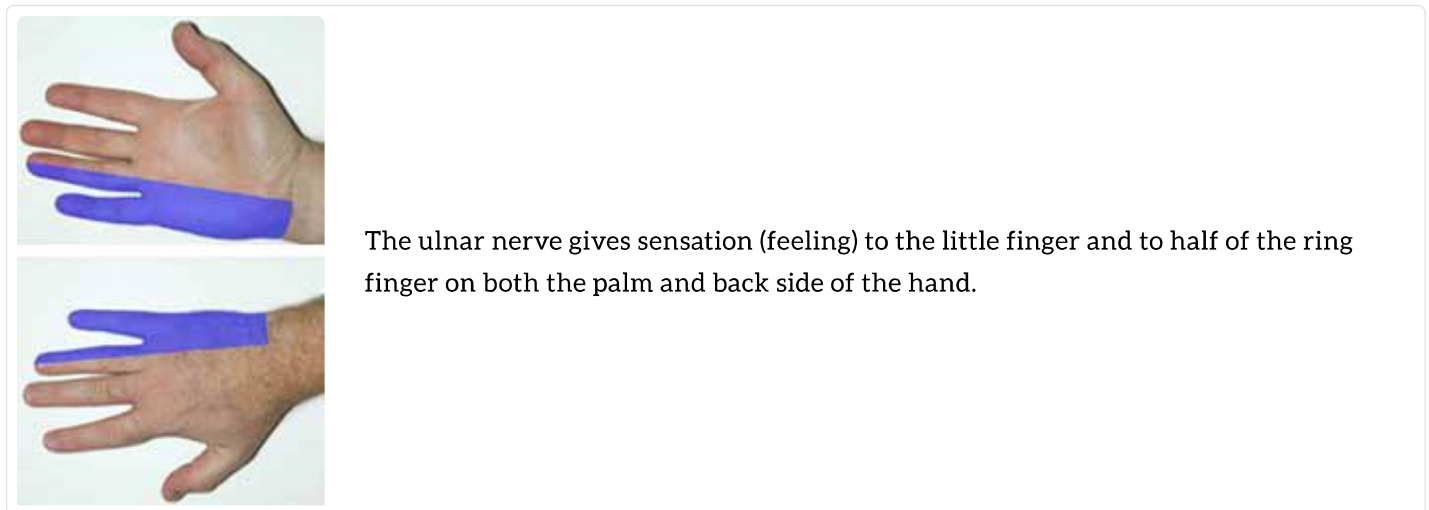 The ulnar nerve gives sensation (feeling) to the little finger and to half of the ring
finger on both the palm and back side of the hand.